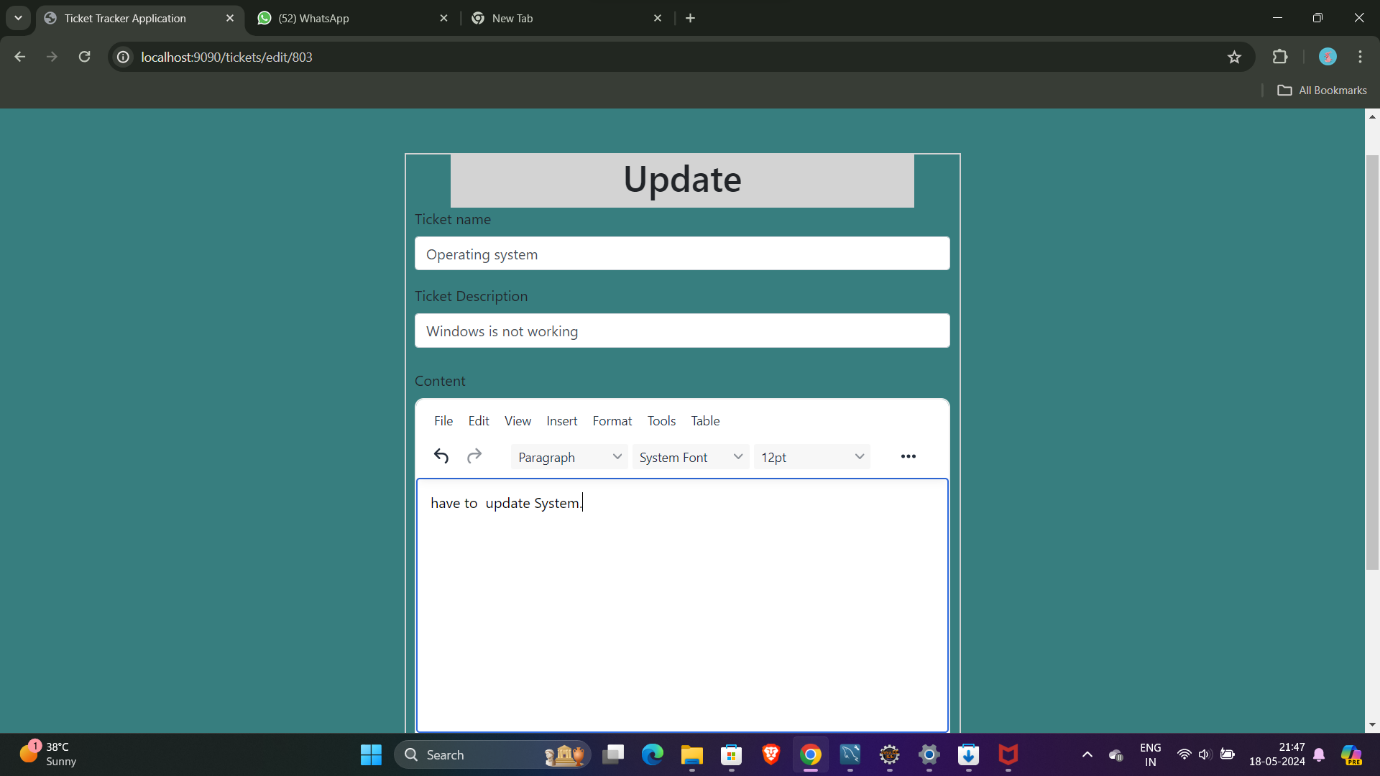 Ticket Tracker Application
(52) WhatsApp
New Tab
localhost:9090/tickets/edit/803
All Bookmarks
Update
Ticket name
Operating system
Ticket Description
Windows is not working
Content
File Edit View Insert Format Tools Table
Paragraph System Font 12pt
have to  update System.
1
38°C
Sunny
Search
ENG
IN
21:47
18-05-2024
PRE